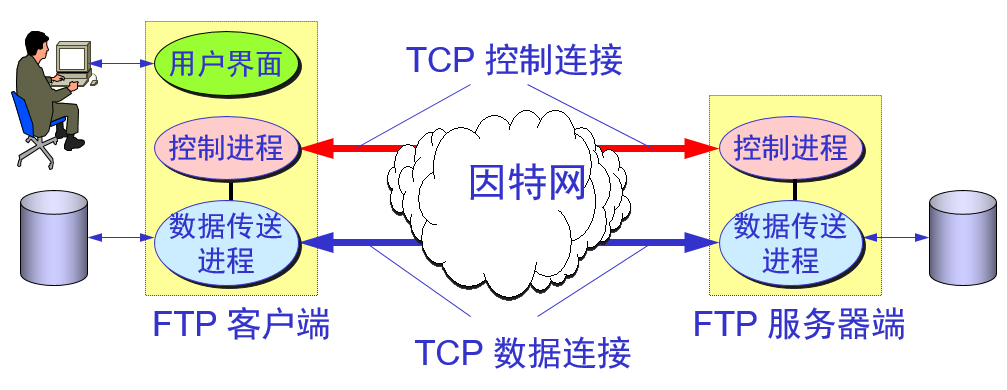 TCP 控制连接
用户界面
控制进程
因特网
控制进程
数据传送
进程
数据传送
进程
FTP 客户端
FTP 服务器端
TCP 数据连接